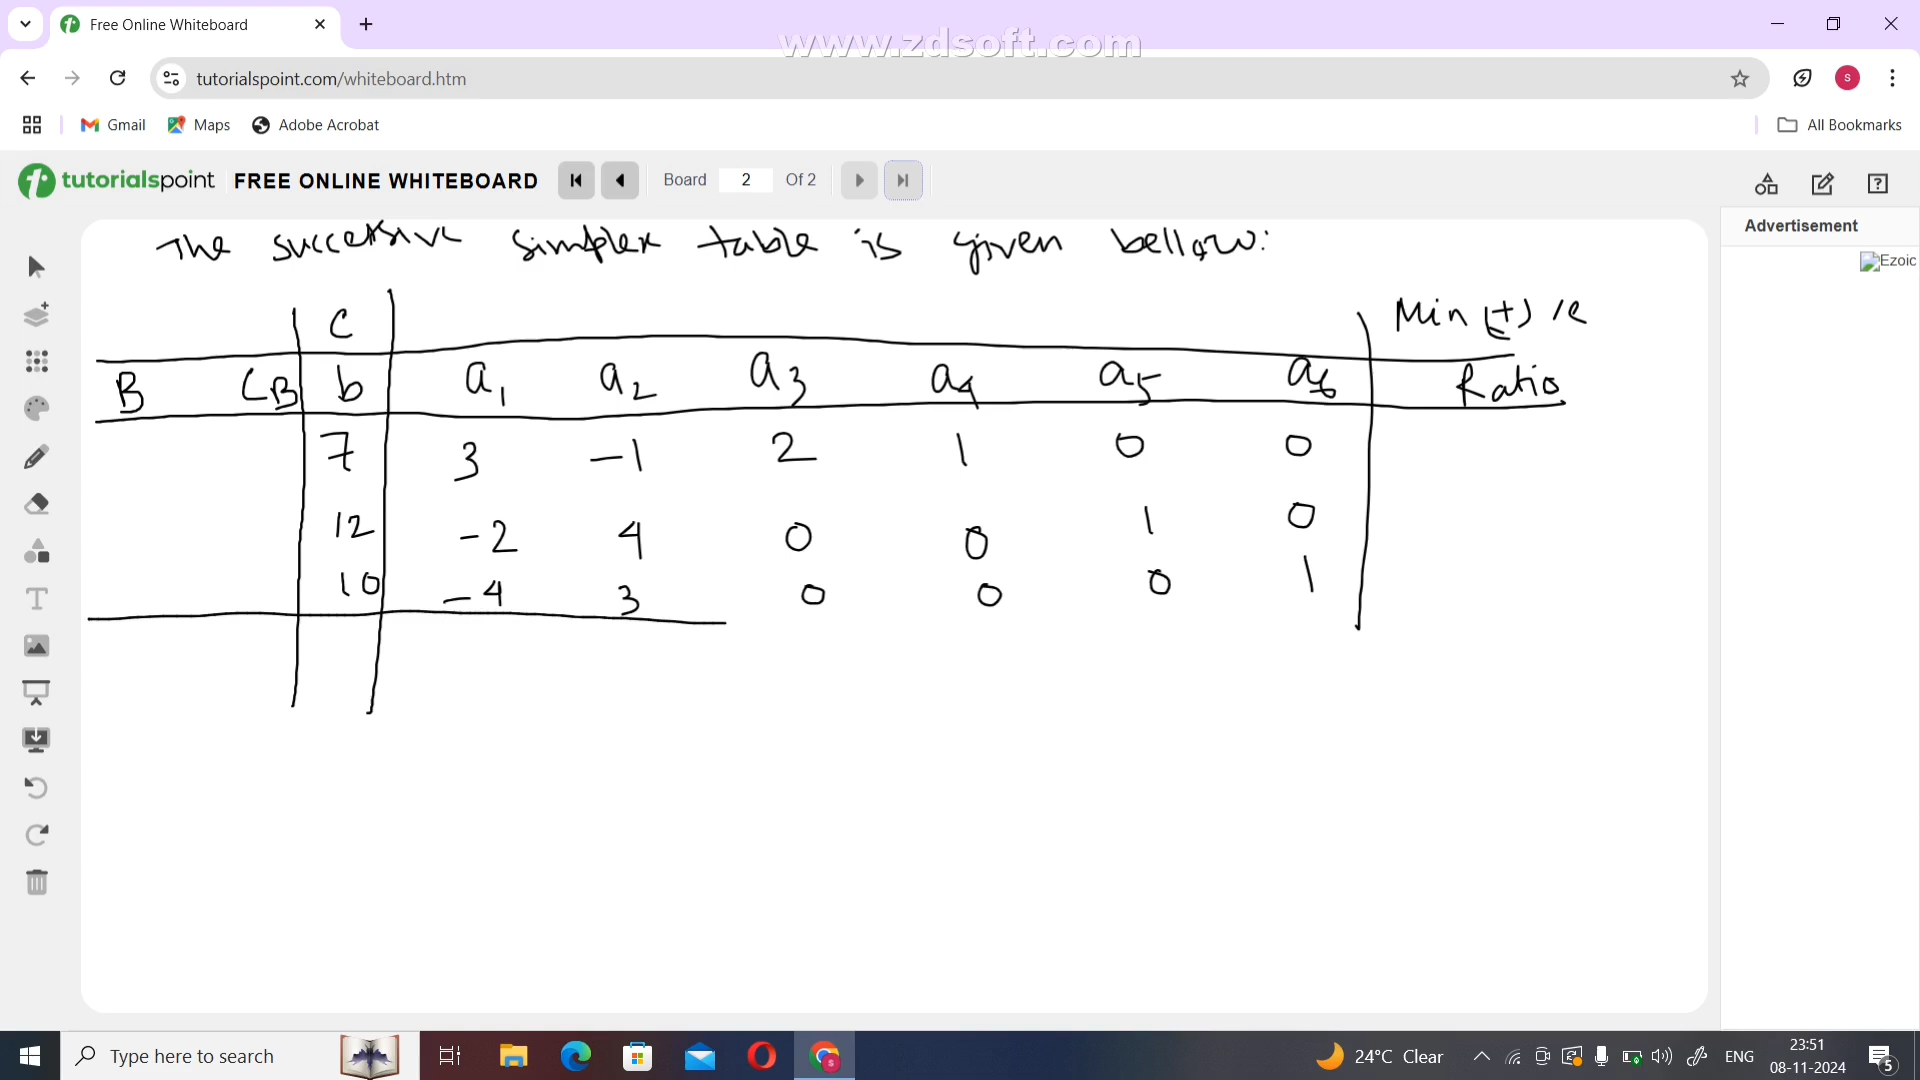 Free Online Whiteboard
www.zdsoft.com
tutorialspoint.com/whiteboard.htm
S
Gmail
Maps
Adobe Acrobat
All Bookmarks
tutorialspoint
FREE ONLINE WHITEBOARD
Board 2 Of 2
Advertisement
Ezoic
The successive simplex table is given bellow:
C Min (+) ve
B CB b a1 a2 a3 a4 a5 a6 Ratio
7 3 -1 2 1 0 0
12 -2 4 0 0 1 0
10 -4 3 0 0 0 1
T
Type here to search
24°C Clear
ENG
23:51
08-11-2024
5